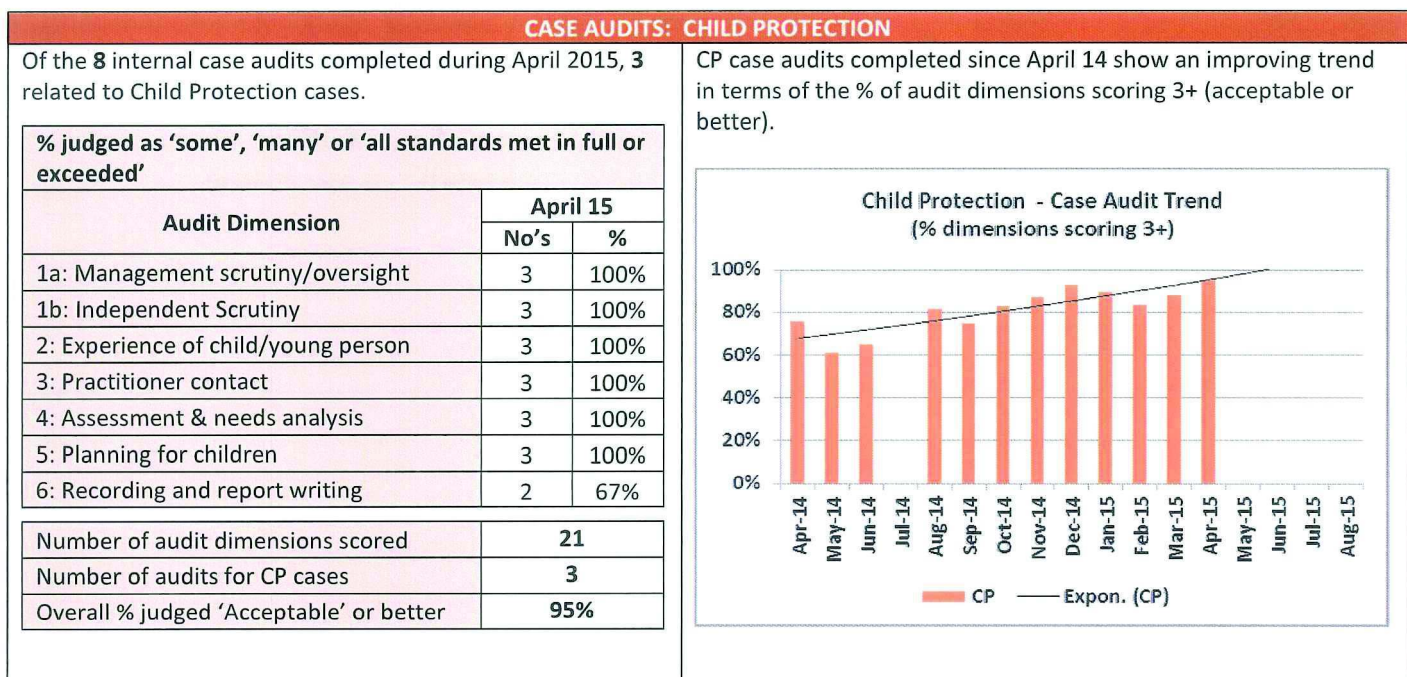 CASE AUDITS: CHILD PROTECTION
Of the 8 internal case audits completed during April 2015, 3
related to Child Protection cases.
% judged as ‘some’, ‘many’ or ‘all standards met in full or
exceeded’
Audit Dimension
April 15
No’s %
1a: Management scrutiny/oversight 3 100%
1b: Independent Scrutiny 3 100%
2: Experience of child/young person 3 100%
3: Practitioner contact 3 100%
4: Assessment & needs analysis 3 100%
5: Planning for children 3 100%
6: Recording and report writing 2 67%
Number of audit dimensions scored 21
Number of audits for CP cases 3
Overall % judged ‘Acceptable’ or better 95%
CP case audits completed since April 14 show an improving trend
in terms of the % of audit dimensions scoring 3+ (acceptable or
better).
Child Protection - Case Audit Trend
(% dimensions scoring 3+)
100%
80%
60%
40%
20%
0%
Apr-14
May-14
Jun-14
Jul-14
Aug-14
Sep-14
Oct-14
Nov-14
Dec-14
Jan-15
Feb-15
Mar-15
Apr-15
May-15
Jun-15
Jul-15
Aug-15
CP Expon. (CP)